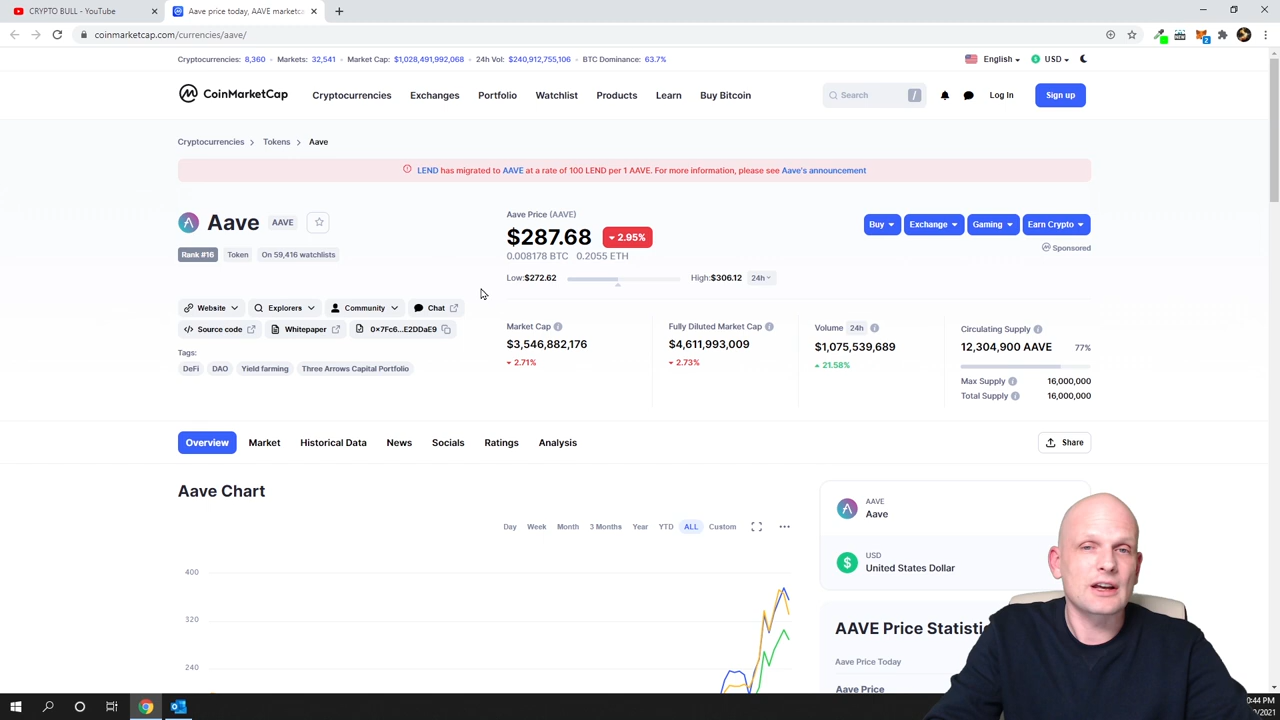 CRYPTO BULL - YouTube
Aave price today, AAVE marketca
coinmarketcap.com/currencies/aave/
Cryptocurrencies: 8,360 • Markets: 32,541 • Market Cap: $1,028,491,992,068 • 24h Vol: $240,912,755,106 • BTC Dominance: 63.7%
English
USD
CoinMarketCap
Cryptocurrencies Exchanges Portfolio Watchlist Products Learn Buy Bitcoin
Search /
Log In
Sign up
Cryptocurrencies > Tokens > Aave
LEND has migrated to AAVE at a rate of 100 LEND per 1 AAVE. For more information, please see Aave's announcement
Aave AAVE
Rank #16 Token On 59,416 watchlists
Website Explorers Community Chat
Source code Whitepaper 0x7Fc6...E2DDaE9
Tags:
DeFi DAO Yield farming Three Arrows Capital Portfolio
Aave Price (AAVE)
$287.68 2.95%
0.008178 BTC 0.2055 ETH
Low:$272.62 High:$306.12 24h
Buy Exchange Gaming Earn Crypto
Sponsored
Market Cap
$3,546,882,176
2.71%
Fully Diluted Market Cap
$4,611,993,009
2.73%
Volume 24h
$1,075,539,689
21.58%
Circulating Supply
12,304,900 AAVE 77%
Max Supply 16,000,000
Total Supply 16,000,000
Overview Market Historical Data News Socials Ratings Analysis
Share
Aave Chart
Day Week Month 3 Months Year YTD ALL Custom
400
320
240
AAVE
Aave
USD
United States Dollar
AAVE Price Statisti
Aave Price Today
Aave Price
:44 PM
/2021